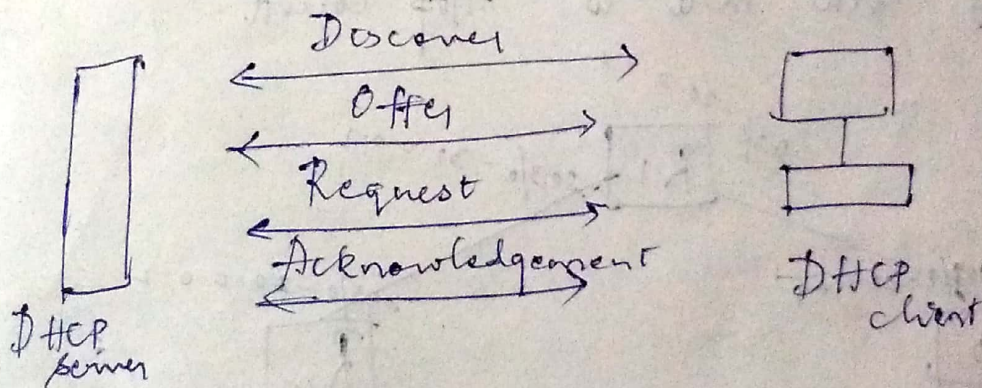 Discover
Offer
Request
Acknowledgement
DHCP
server
DHCP
client